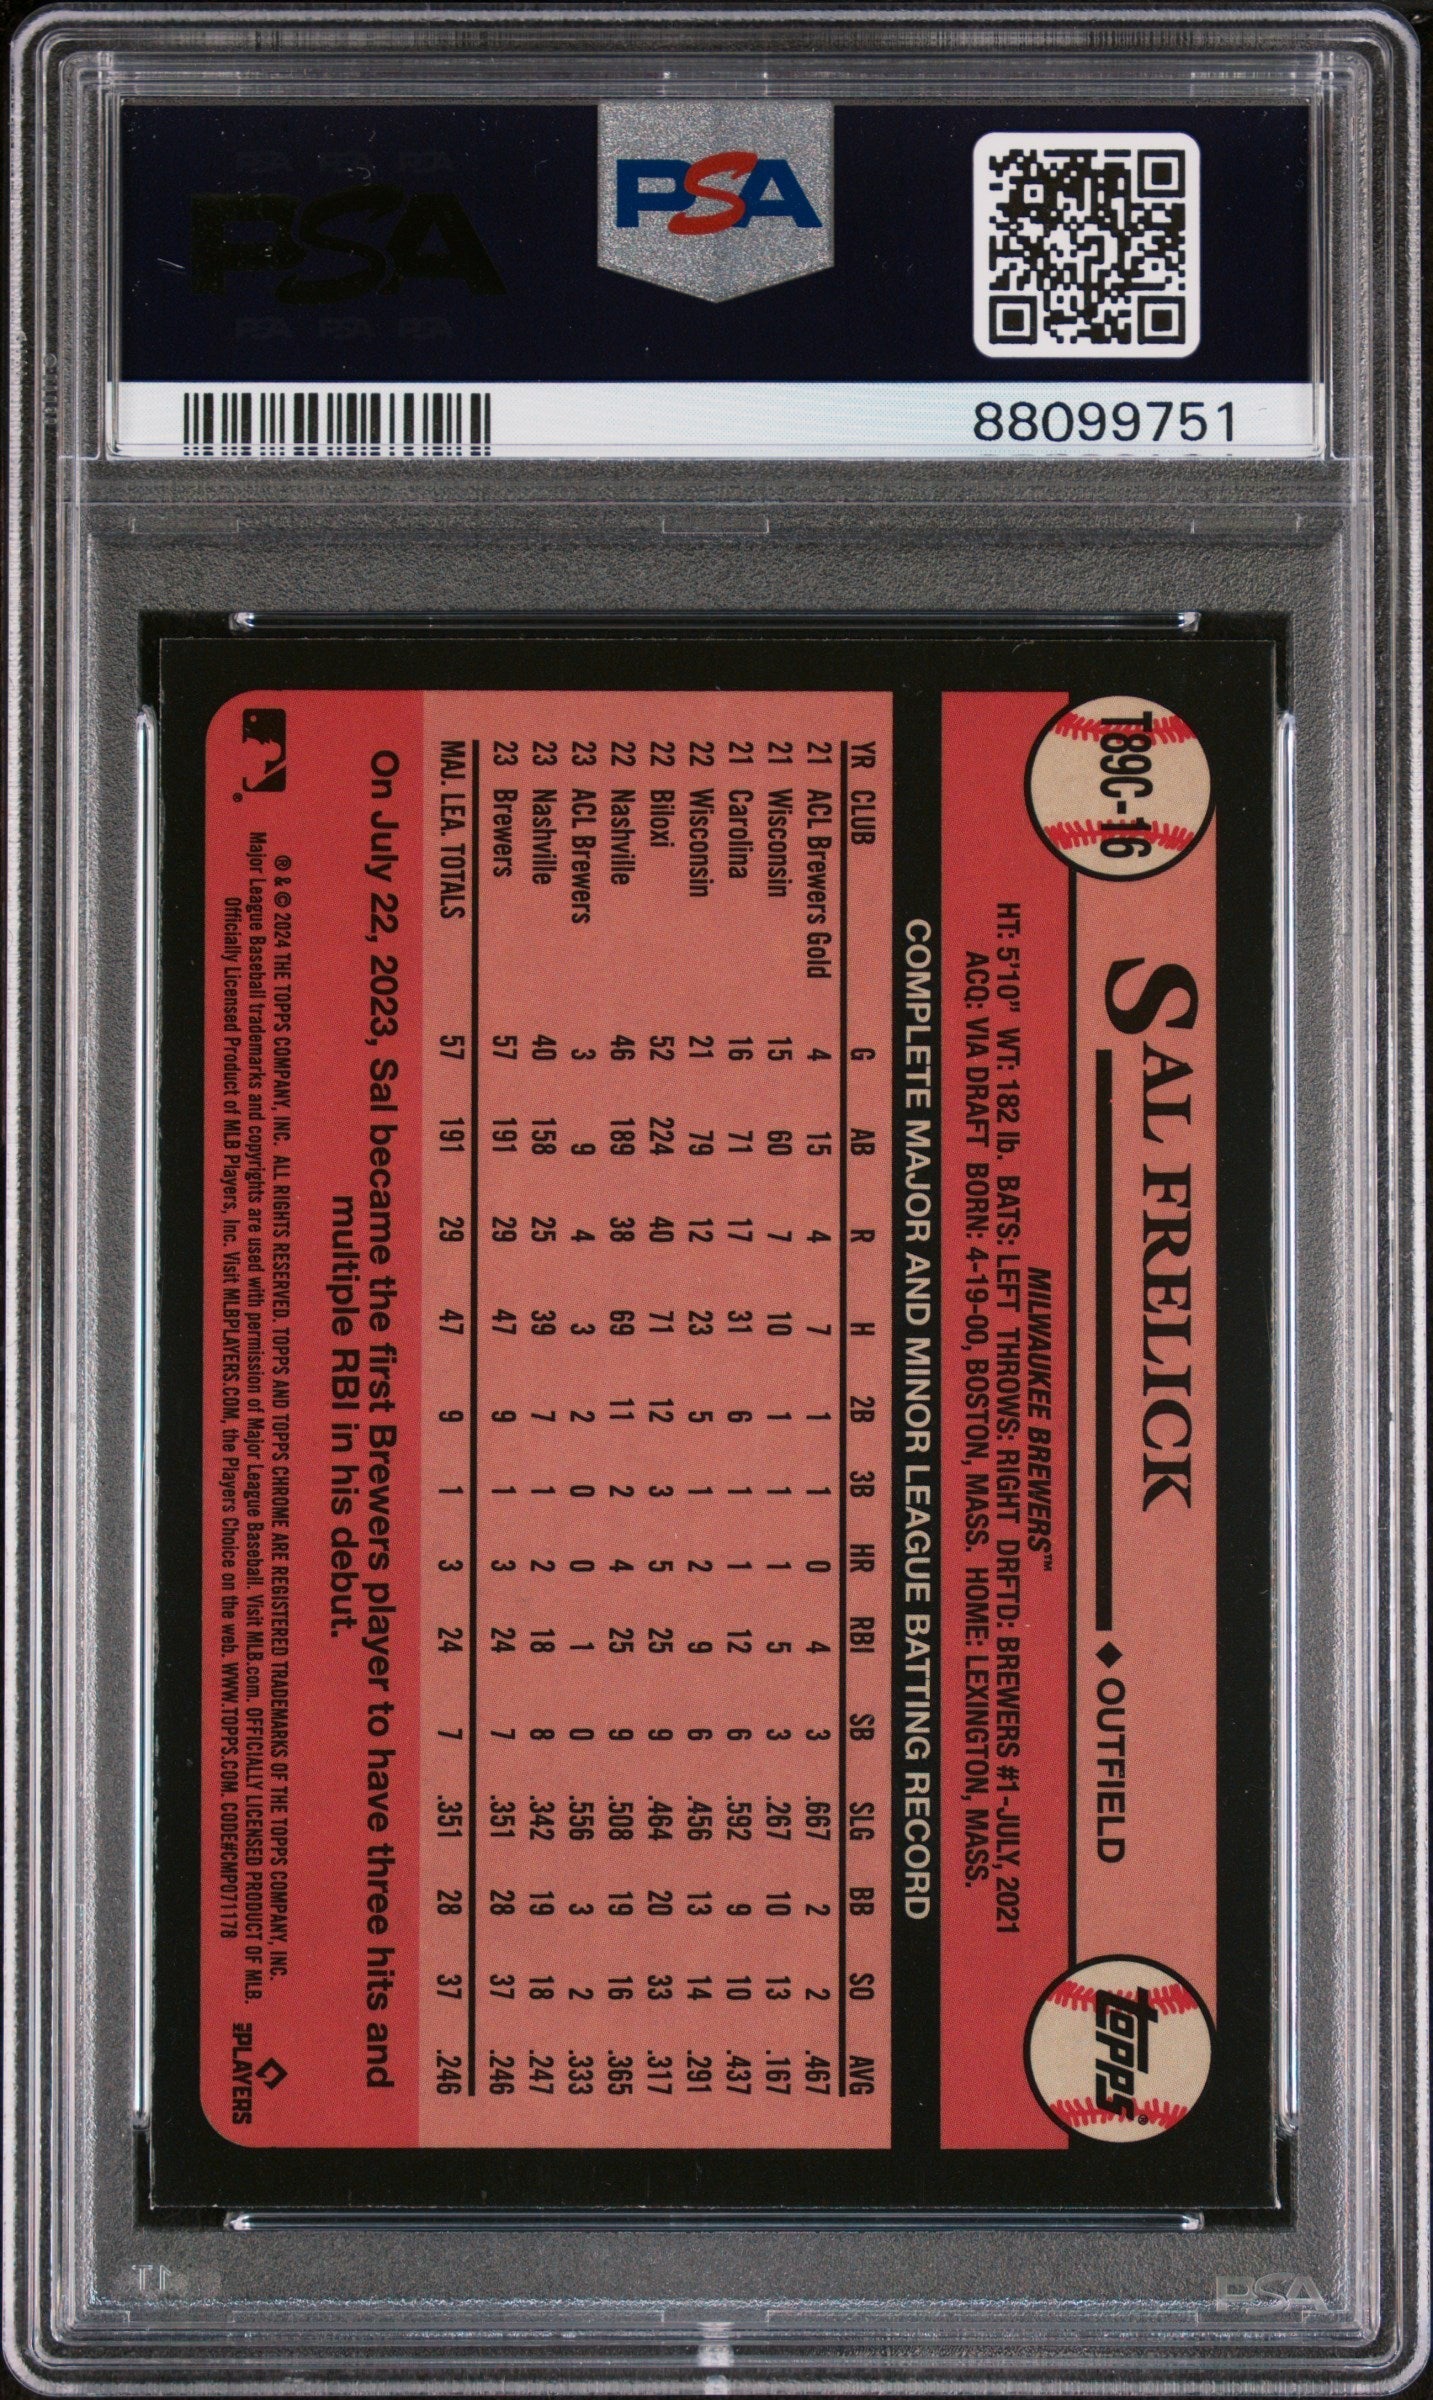 PSA
PSA
88099751
T89C-16
SAL FRELICK
◆OUTFIELD
topps®
MILWAUKEE BREWERS™
HT: 5'10" WT: 182 lb. BATS: LEFT THROWS: RIGHT DRFTD: BREWERS #1-JULY, 2021
ACQ: VIA DRAFT BORN: 4-19-00, BOSTON, MASS. HOME: LEXINGTON, MASS.
COMPLETE MAJOR AND MINOR LEAGUE BATTING RECORD
YR CLUB G AB R H 2B 3B HR RBI SB SLG BB SO AVG
21 ACL Brewers Gold 4 15 4 7 1 1 0 4 3 .667 2 2 .467
21 Wisconsin 15 60 7 10 1 1 1 5 3 .267 10 13 .167
21 Carolina 16 71 17 31 6 1 1 12 6 .592 9 10 .437
22 Wisconsin 21 79 12 23 5 1 2 9 6 .456 13 14 .291
22 Biloxi 52 224 40 71 12 3 5 25 9 .464 20 33 .317
22 Nashville 46 189 38 69 11 2 4 25 9 .508 19 16 .365
23 ACL Brewers 3 9 4 3 2 0 0 1 0 .556 3 2 .333
23 Nashville 40 158 25 39 7 1 2 18 8 .342 19 18 .247
23 Brewers 57 191 29 47 9 1 3 24 7 .351 28 37 .246
MAJ. LEA. TOTALS 57 191 29 47 9 1 3 24 7 .351 28 37 .246
On July 22, 2023, Sal became the first Brewers player to have three hits and
multiple RBI in his debut.
® & © 2024 THE TOPPS COMPANY, INC. ALL RIGHTS RESERVED. TOPPS AND TOPPS CHROME ARE REGISTERED TRADEMARKS OF THE TOPPS COMPANY, INC.
Major League Baseball trademarks and copyrights are used with permission of Major League Baseball. Visit MLB.com. OFFICIALLY LICENSED PRODUCT OF MLB.
Officially Licensed Product of MLB Players, Inc. Visit MLBPLAYERS.COM, the Players Choice on the web. WWW.TOPPS.COM. CODE#CMP071178
PLAYERS
PSA